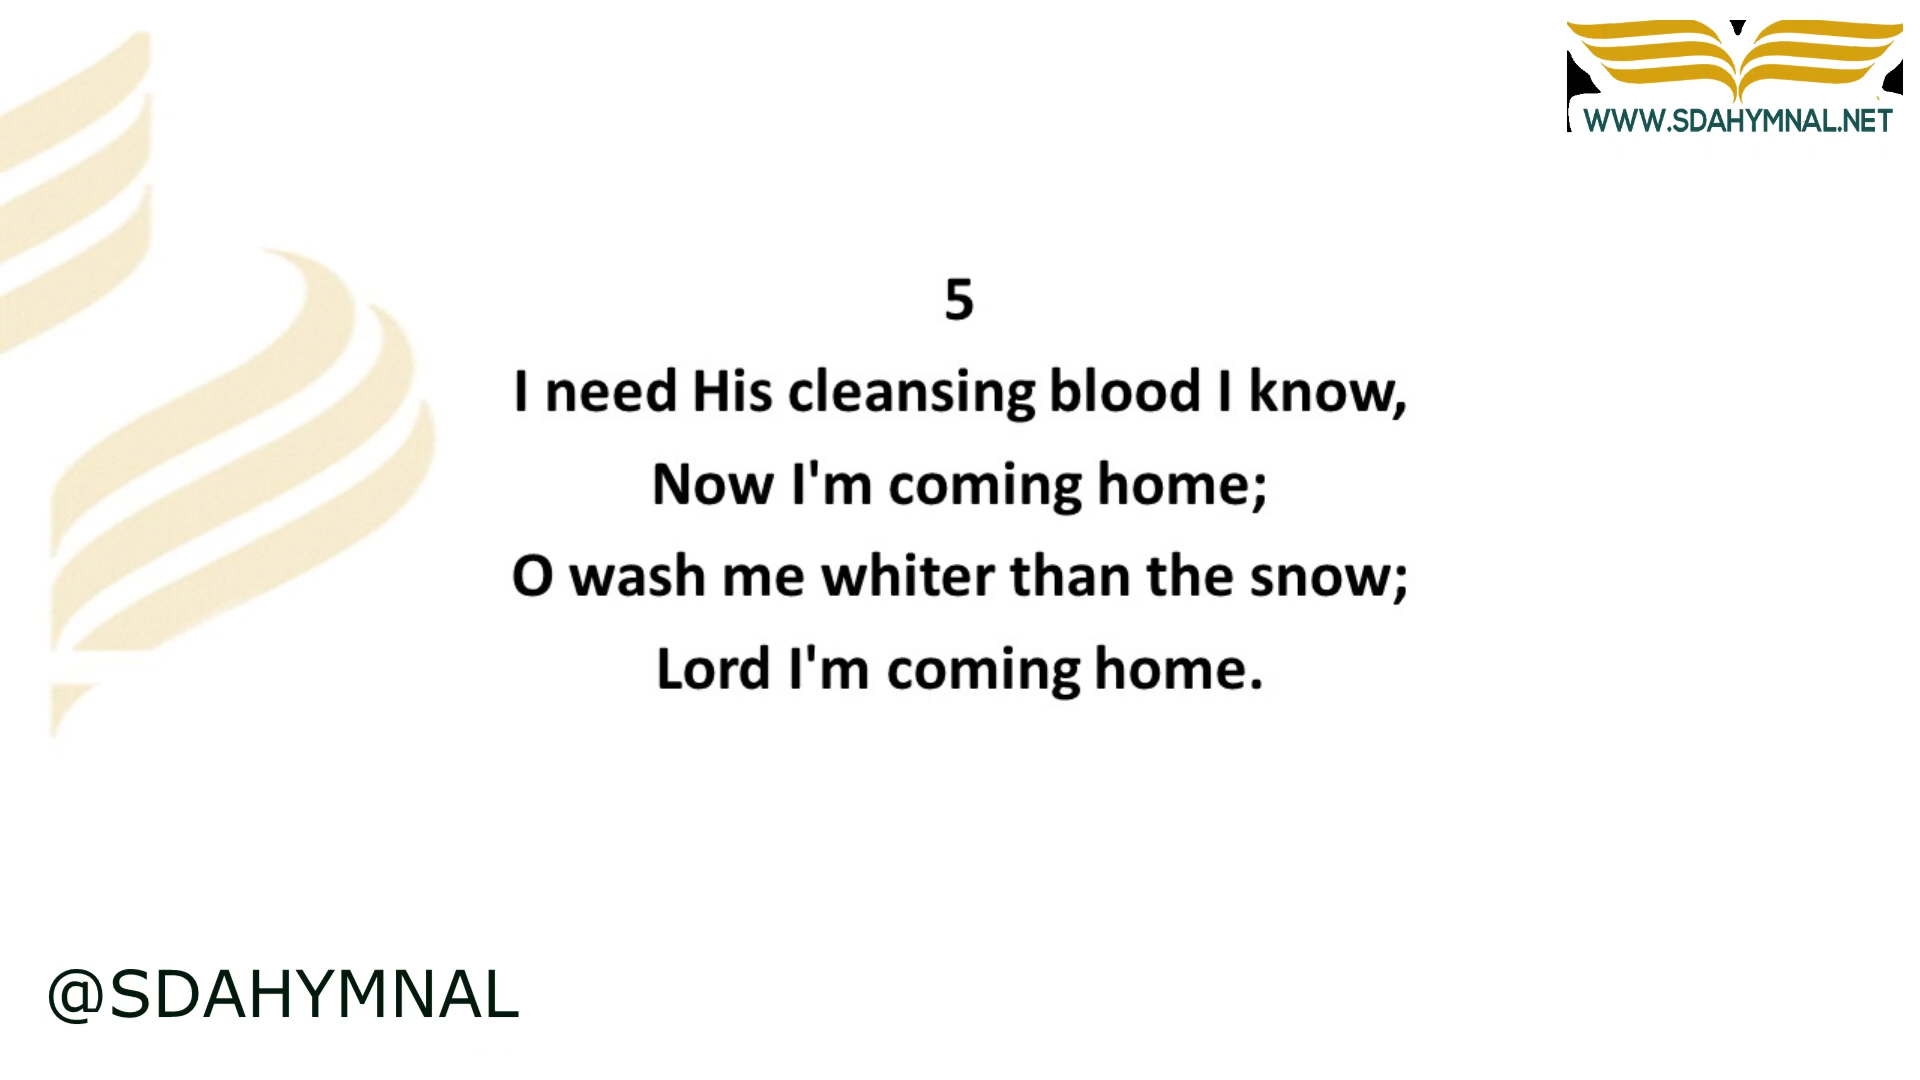 WWW.SDAHYMNAL.NET
5
I need His cleansing blood I know,
Now I'm coming home;
O wash me whiter than the snow;
Lord I'm coming home.
@SDAHYMNAL